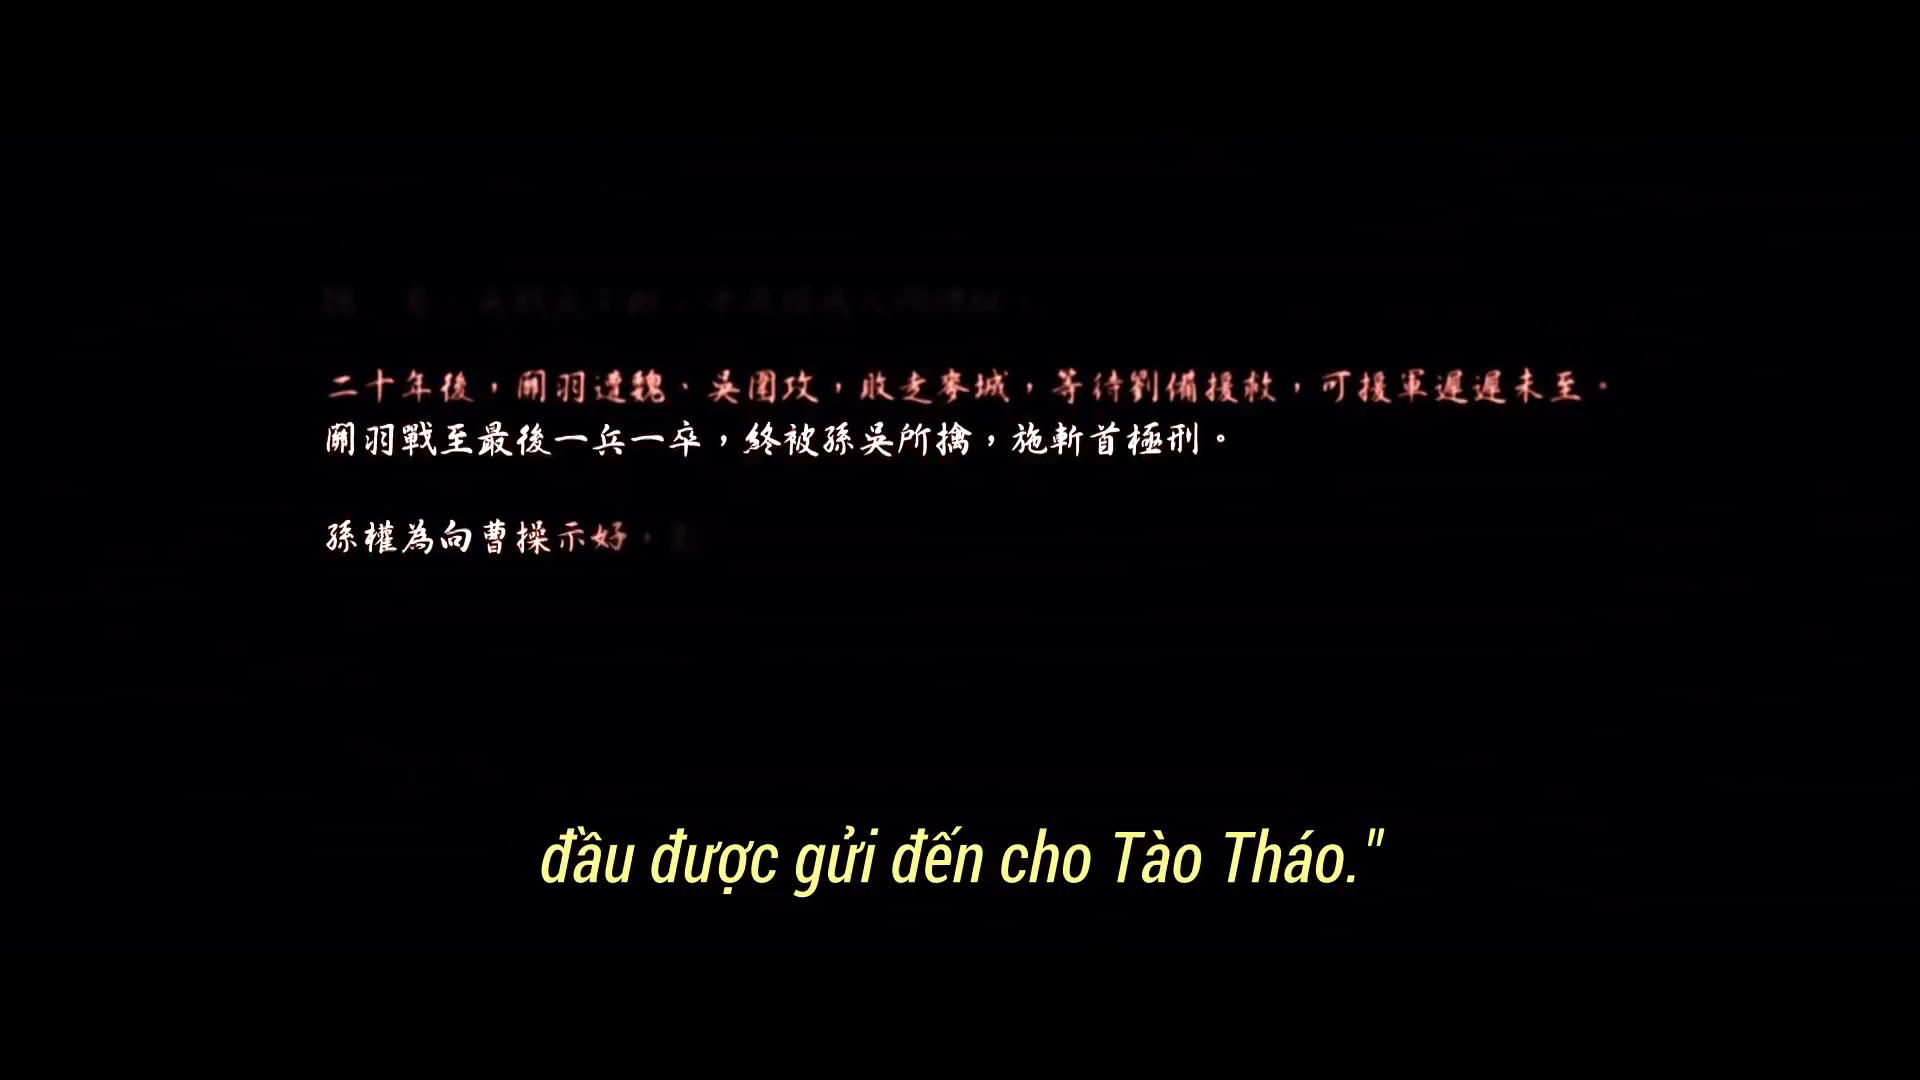 二十年後，關羽遭魏、吳圍攻，敗走麥城，等待劉備援救，可援軍遲遲未至。
關羽戰至最後一兵一卒，終被孫吳所擒，施斬首極刑。
孫權為向曹操示好，
đầu được gửi đến cho Tào Tháo."